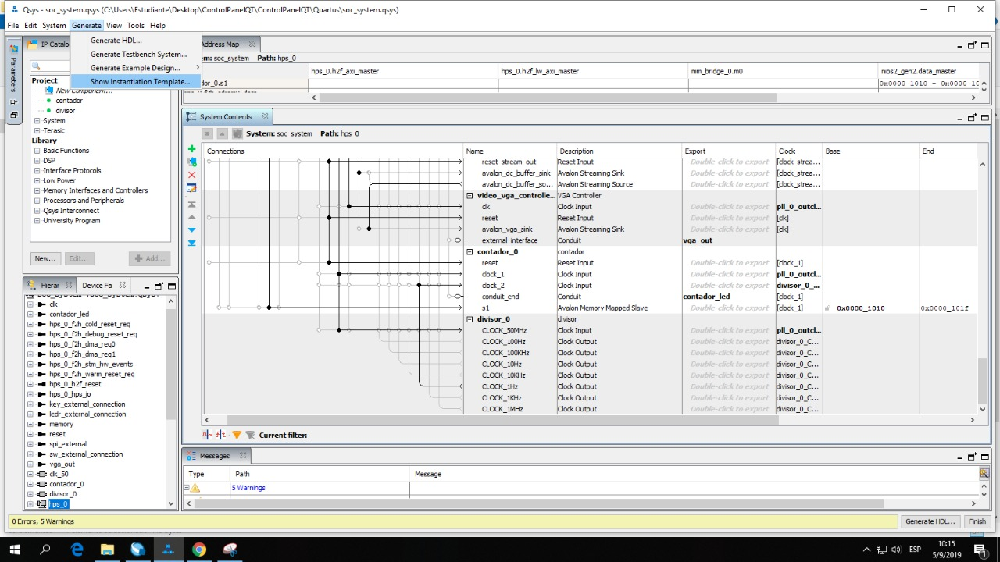 Qsys - soc_system.qsys (C:\Users\Estudiante\Desktop\ControlPanelQT\ControlPanelQT\Quartus\soc_system.qsys)
File Edit System Generate View Tools Help
Generate HDL...
Generate Testbench System...
Generate Example Design...
Show Instantiation Template...
Parameters
IP Catalo
Project
New Component...
contador
divisor
System
Terasic
Library
Basic Functions
DSP
Interface Protocols
Low Power
Memory Interfaces and Controllers
Processors and Peripherals
Qsys Interconnect
University Program
New... Edit... Add...
Address Map
soc_system Path: hps_0
hps_0.h2f_axi_master hps_0.h2f_lw_axi_master mm_bridge_0.m0 nios2_gen2.data_master
dor_0.s1 0x0000_1010 - 0x0000_10
System Contents
System: soc_system Path: hps_0
Connections Name Description Export Clock Base End
reset_stream_out Reset Input Double-click to export [clock_strea...
avalon_dc_buffer_sink Avalon Streaming Sink Double-click to export [clock_strea...
avalon_dc_buffer_so... Avalon Streaming Source Double-click to export [clock_strea...
video_vga_controlle... VGA Controller
clk Clock Input Double-click to export pll_0_outcl...
reset Reset Input Double-click to export [clk]
avalon_vga_sink Avalon Streaming Sink Double-click to export [clk]
external_interface Conduit vga_out
contador_0 contador
reset Reset Input Double-click to export [clock_1]
clock_1 Clock Input Double-click to export pll_0_outcl...
clock_2 Clock Input Double-click to export divisor_0_...
conduit_end Conduit contador_led [clock_1]
s1 Avalon Memory Mapped Slave Double-click to export [clock_1] 0x0000_1010 0x0000_101f
divisor_0 divisor
CLOCK_50MHz Clock Input Double-click to export pll_0_outcl...
CLOCK_100Hz Clock Output Double-click to export divisor_0_C...
CLOCK_100KHz Clock Output Double-click to export divisor_0_C...
CLOCK_10Hz Clock Output Double-click to export divisor_0_C...
CLOCK_10KHz Clock Output Double-click to export divisor_0_C...
CLOCK_1Hz Clock Output Double-click to export divisor_0_C...
CLOCK_1KHz Clock Output Double-click to export divisor_0_C...
CLOCK_1MHz Clock Output Double-click to export divisor_0_C...
Current filter:
Hierar Device Fa
clk
contador_led
hps_0_f2h_cold_reset_req
hps_0_f2h_debug_reset_req
hps_0_f2h_dma_req0
hps_0_f2h_dma_req1
hps_0_f2h_stm_hw_events
hps_0_f2h_warm_reset_req
hps_0_h2f_reset
hps_0_hps_io
key_external_connection
ledr_external_connection
memory
reset
spi_external
sw_external_connection
vga_out
clk_50
contador_0
divisor_0
hps_0
Messages
Type Path Message
5 Warnings
0 Errors, 5 Warnings
Generate HDL... Finish
ESP 10:15
5/9/2019
1